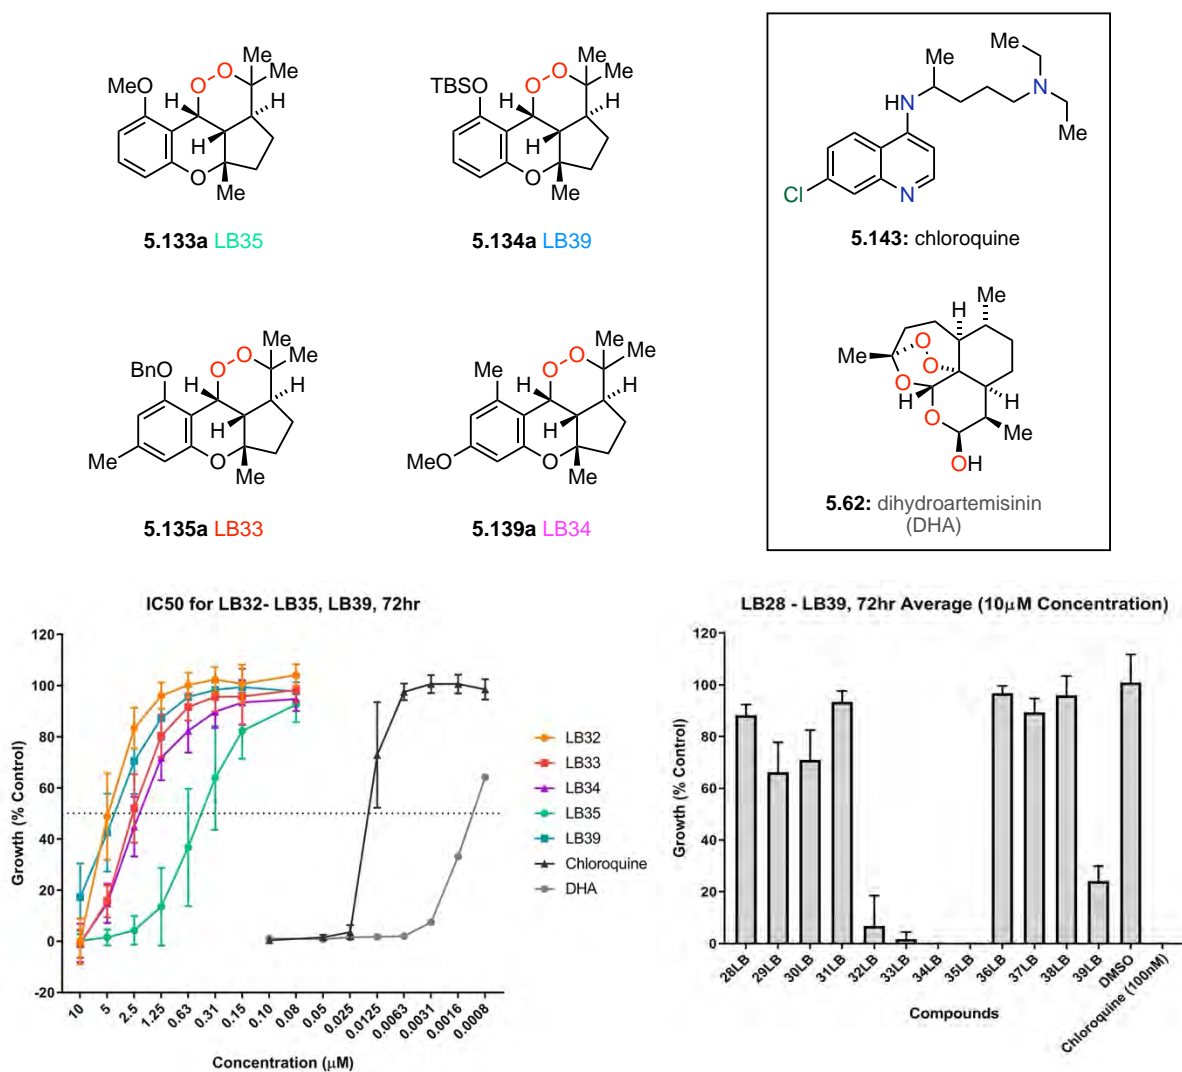 MeO
O
O
Me
Me
H
H
H
O
Me
5.133a LB35
TBSO
O
O
Me
Me
H
H
H
O
Me
5.134a LB39
Me
HN
N
Me
Me
Cl
N
5.143: chloroquine
BnO
O
O
Me
Me
H
H
H
Me
O
Me
5.135a LB33
Me
O
O
Me
Me
H
H
H
MeO
O
Me
5.139a LB34
Me
H
Me
O
O
O
H
O
H
Me
OH
5.62: dihydroartemisinin
(DHA)
IC50 for LB32- LB35, LB39, 72hr
Growth (% Control)
120
100
80
60
40
20
0
-20
10
5
2.5
1.25
0.63
0.31
0.15
0.10
0.08
0.05
0.025
0.0125
0.0063
0.0031
0.0016
0.0008
Concentration (μM)
LB32
LB33
LB34
LB35
LB39
Chloroquine
DHA
LB28 - LB39, 72hr Average (10μM Concentration)
Growth (% Control)
120
100
80
60
40
20
0
28LB
29LB
30LB
31LB
32LB
33LB
34LB
35LB
36LB
37LB
38LB
39LB
DMSO
Chloroquine (100nM)
Compounds